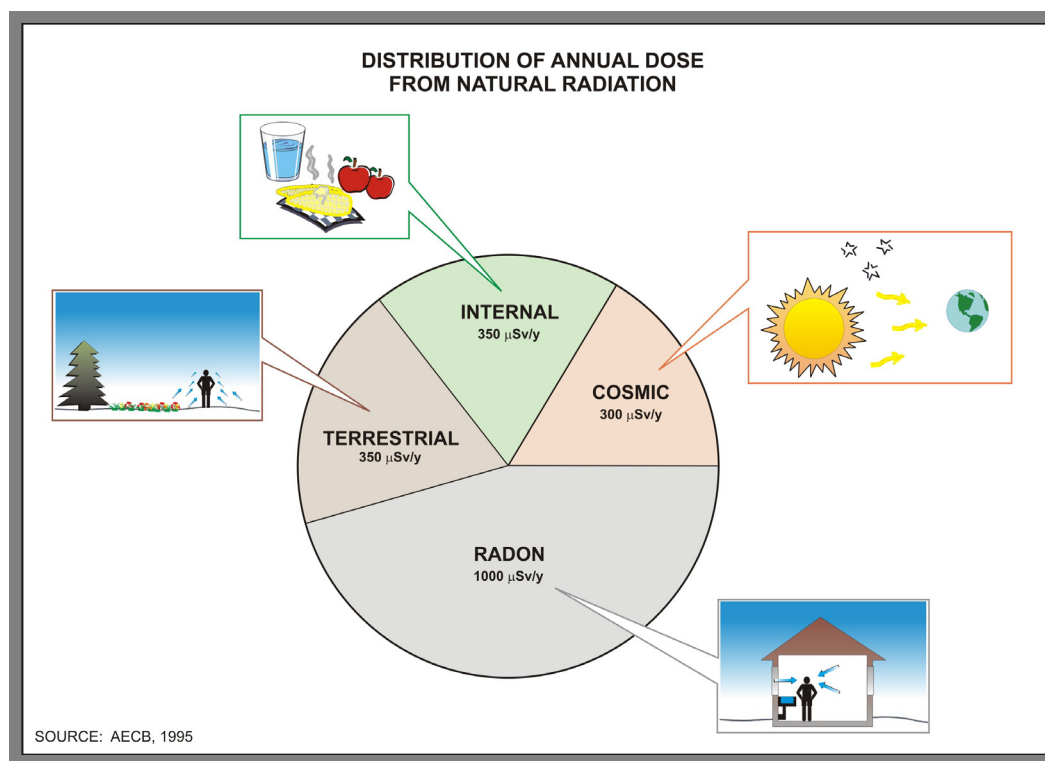 DISTRIBUTION OF ANNUAL DOSE
FROM NATURAL RADIATION
INTERNAL
350 μSv/y
COSMIC
300 μSv/y
TERRESTRIAL
350 μSv/y
RADON
1000 μSv/y
SOURCE: AECB, 1995